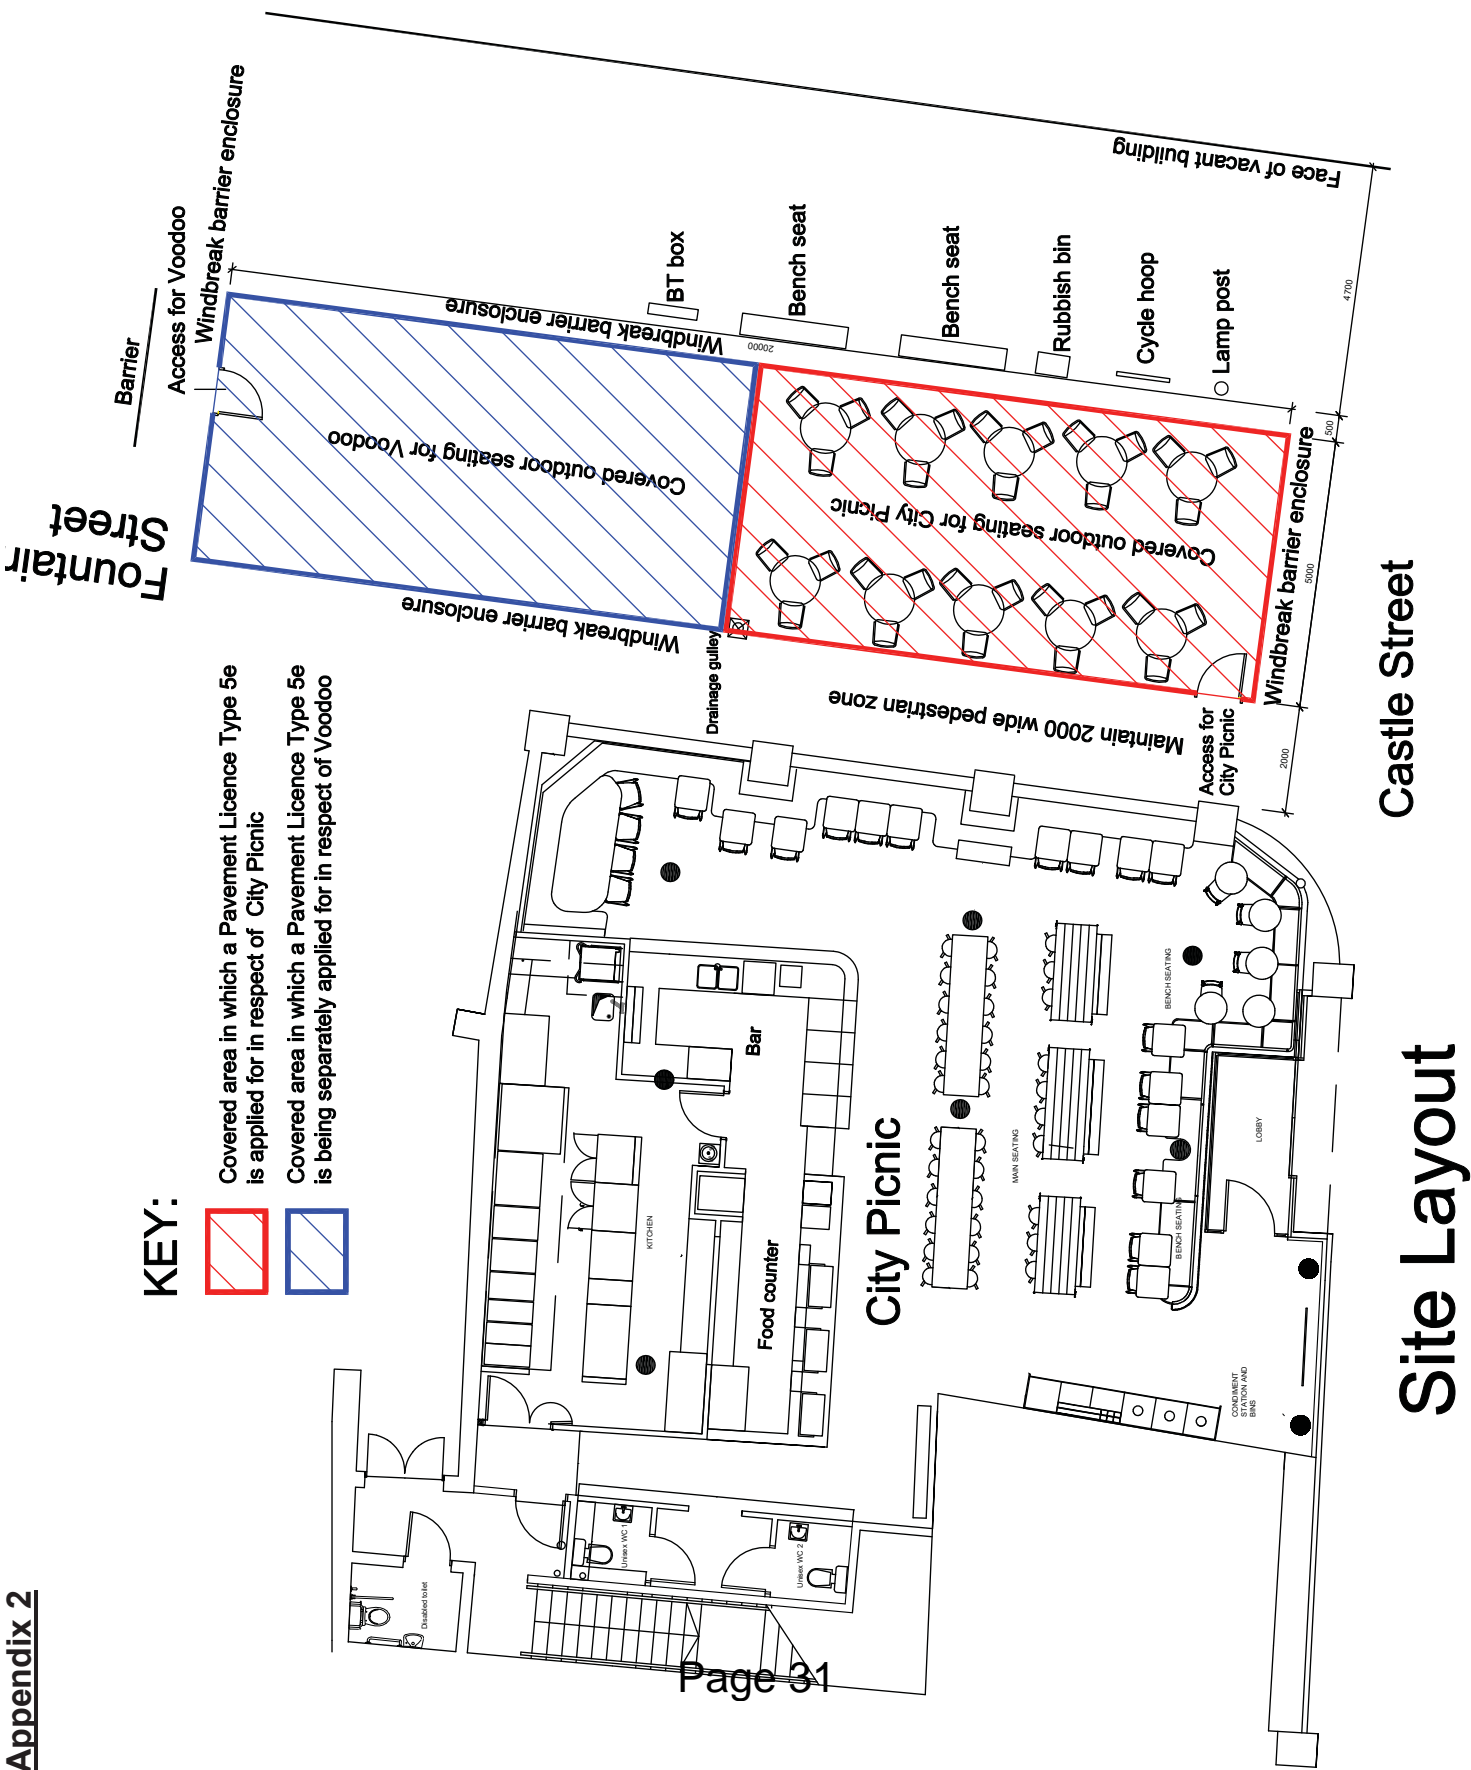 Appendix 2
KEY:
Covered area in which a Pavement Licence Type 5e
is applied for in respect of  City Picnic
Covered area in which a Pavement Licence Type 5e
is being separately applied for in respect of Voodoo
Fountain
Street
Barrier
Access for Voodoo
Windbreak barrier enclosure
Windbreak barrier enclosure
Covered outdoor seating for Voodoo
Windbreak barrier enclosure
20000
BT box
Bench seat
Bench seat
Rubbish bin
Cycle hoop
Lamp post
Face of vacant building
4700
500
5000
2000
Covered outdoor seating for City Picnic
Windbreak barrier enclosure
Drainage gulley
Maintain 2000 wide pedestrian zone
Access for
City Picnic
Castle Street
Site Layout
City Picnic
Bar
Food counter
KITCHEN
MAIN SEATING
BENCH SEATING
BENCH SEATING
LOBBY
CONDIMENT
STATION AND
BINS
Unisex WC 1
Unisex WC 2
Disabled toilet
Page 31